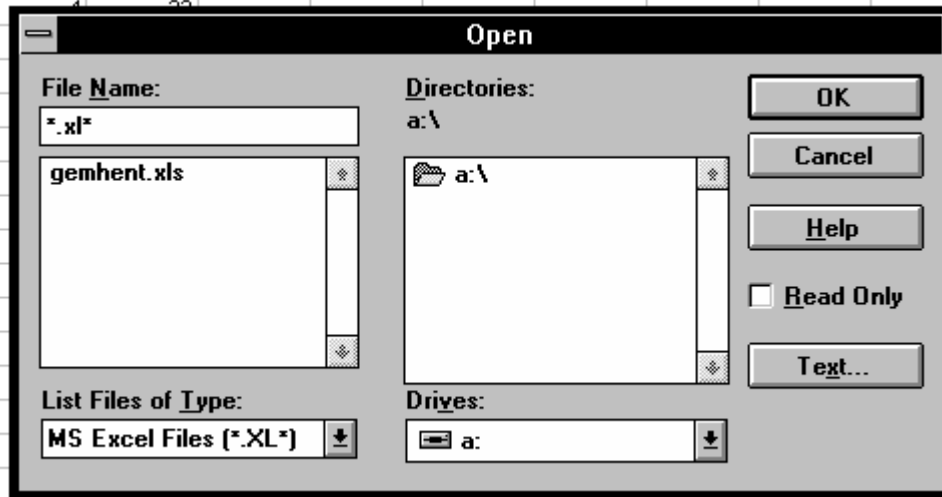 Open
File Name:
*.xl*
gemhent.xls
List Files of Type:
MS Excel Files (*.XL*)
Directories:
a:\
a:\
Drives:
a:
OK
Cancel
Help
Read Only
Text...